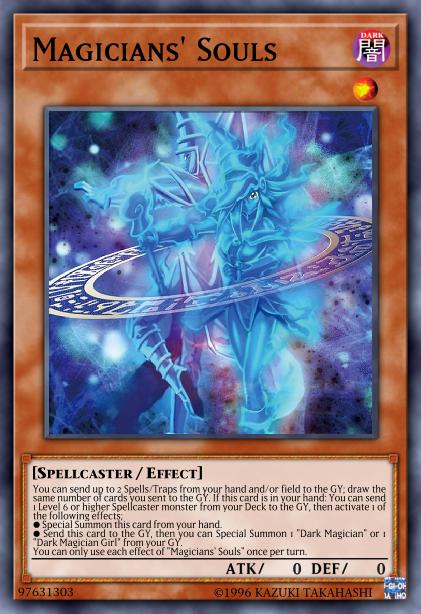 MAGICIANS' SOULS
DARK
闇
[SPELLCASTER / EFFECT]
You can send up to 2 Spells/Traps from your hand and/or field to the GY; draw the
same number of cards you sent to the GY. If this card is in your hand: You can send
1 Level 6 or higher Spellcaster monster from your Deck to the GY, then activate 1 of
the following effects;
● Special Summon this card from your hand.
● Send this card to the GY, then you can Special Summon 1 "Dark Magician" or 1
"Dark Magician Girl" from your GY.
You can only use each effect of "Magicians' Souls" once per turn.
ATK/ 0 DEF/ 0
97631303 ©1996 KAZUKI TAKAHASHI